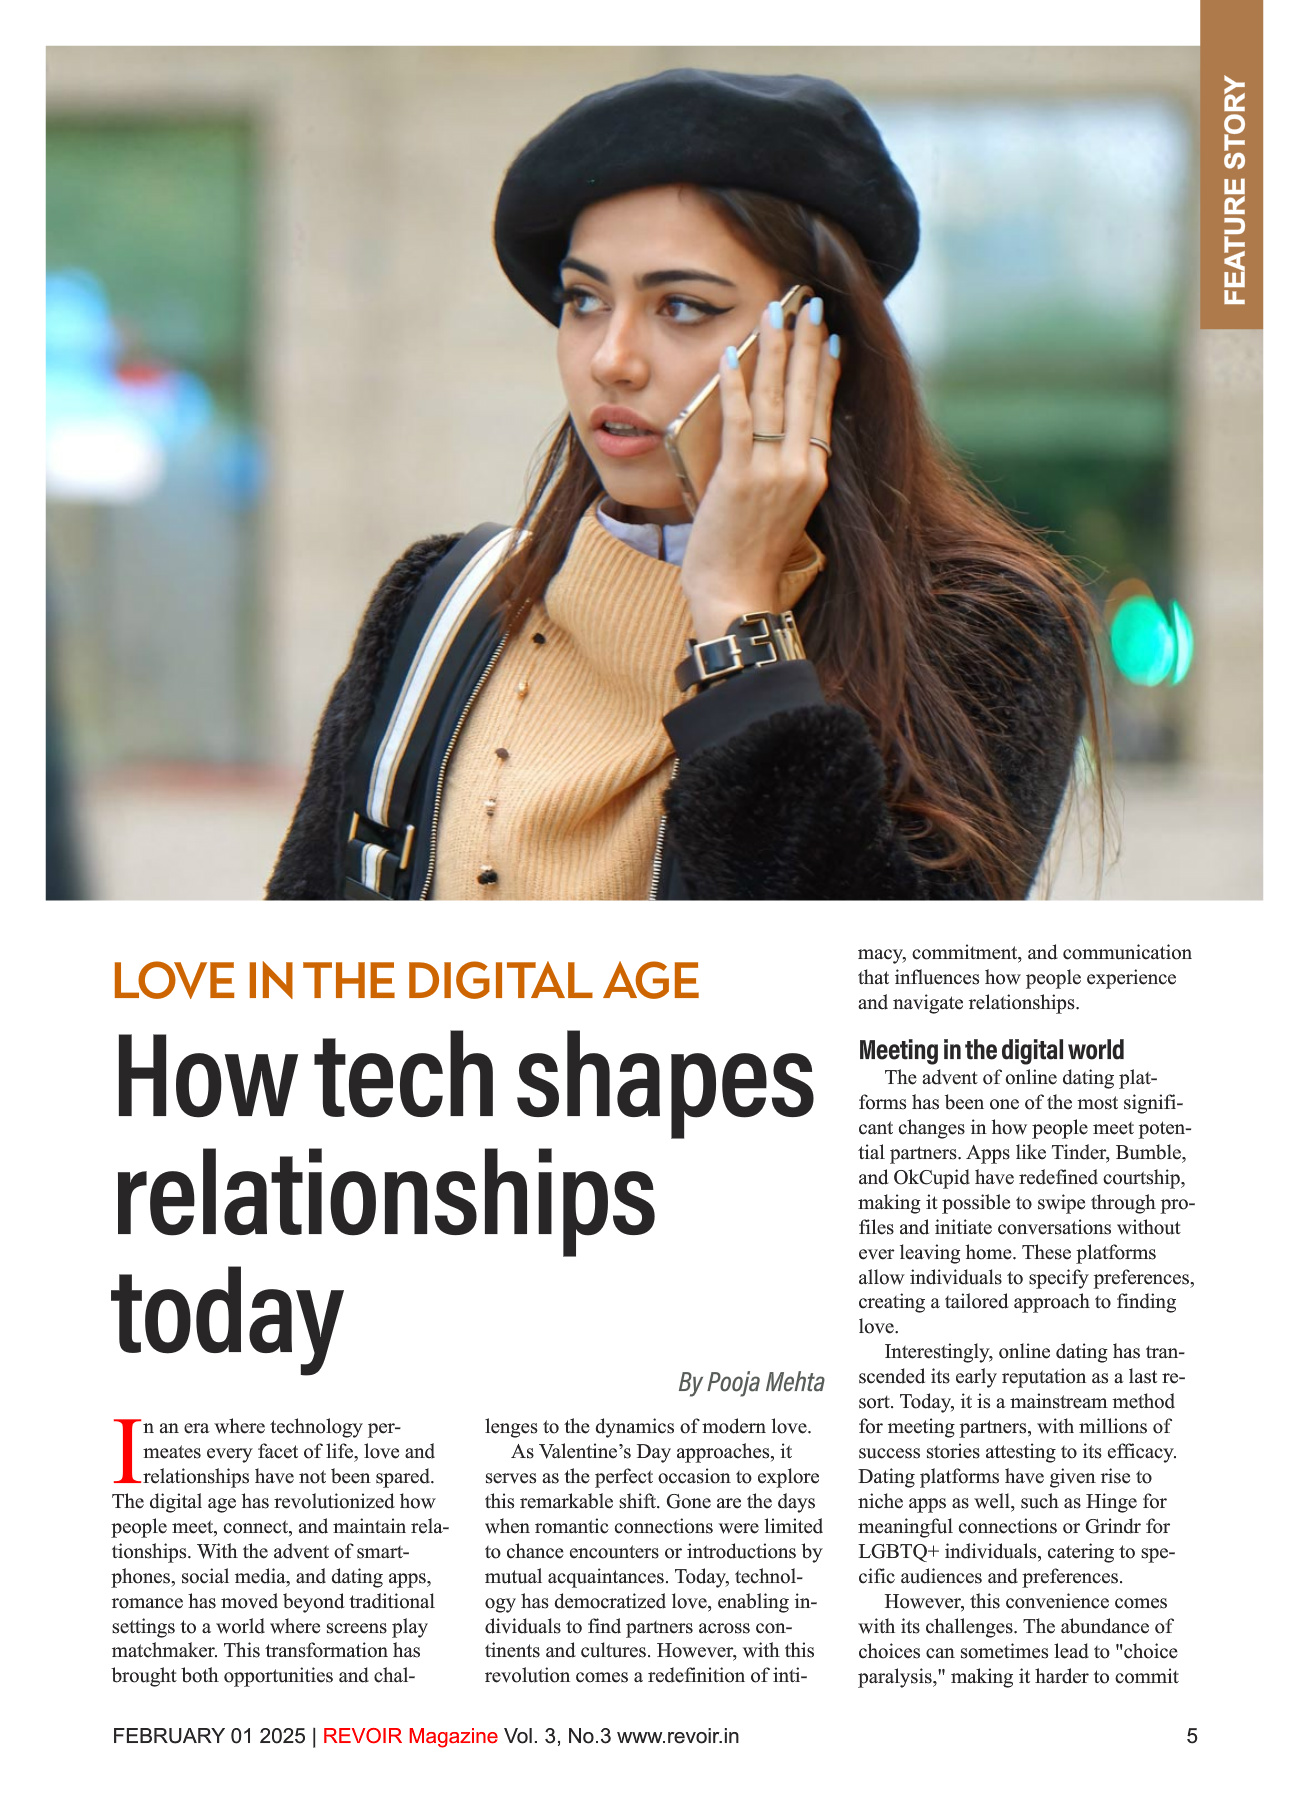 FEATURE STORY
LOVE IN THE DIGITAL AGE
How tech shapes
relationships
today
By Pooja Mehta
In an era where technology per-
meates every facet of life, love and
relationships have not been spared.
The digital age has revolutionized how
people meet, connect, and maintain rela-
tionships. With the advent of smart-
phones, social media, and dating apps,
romance has moved beyond traditional
settings to a world where screens play
matchmaker. This transformation has
brought both opportunities and chal-
lenges to the dynamics of modern love.
As Valentine’s Day approaches, it
serves as the perfect occasion to explore
this remarkable shift. Gone are the days
when romantic connections were limited
to chance encounters or introductions by
mutual acquaintances. Today, technol-
ogy has democratized love, enabling in-
dividuals to find partners across con-
tinents and cultures. However, with this
revolution comes a redefinition of inti-
macy, commitment, and communication
that influences how people experience
and navigate relationships.
Meeting in the digital world
The advent of online dating plat-
forms has been one of the most signifi-
cant changes in how people meet poten-
tial partners. Apps like Tinder, Bumble,
and OkCupid have redefined courtship,
making it possible to swipe through pro-
files and initiate conversations without
ever leaving home. These platforms
allow individuals to specify preferences,
creating a tailored approach to finding
love.
Interestingly, online dating has tran-
scended its early reputation as a last re-
sort. Today, it is a mainstream method
for meeting partners, with millions of
success stories attesting to its efficacy.
Dating platforms have given rise to
niche apps as well, such as Hinge for
meaningful connections or Grindr for
LGBTQ+ individuals, catering to spe-
cific audiences and preferences.
However, this convenience comes
with its challenges. The abundance of
choices can sometimes lead to "choice
paralysis," making it harder to commit
FEBRUARY 01 2025 | REVOIR Magazine Vol. 3, No.3 www.revoir.in
5